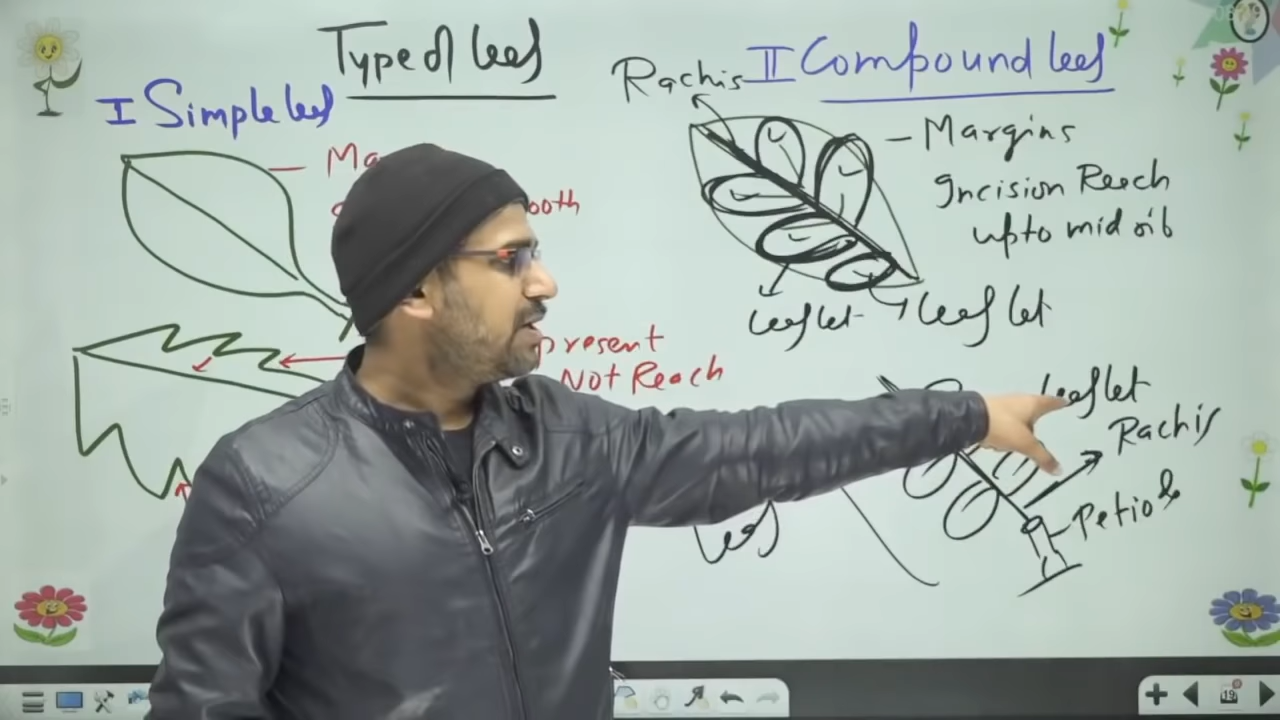 Type of leaf
I Simple leaf
II Compound leaf
Rachis
Ma
ooth
Margins
Incision Reach
upto mid rib
leaflet
leaflet
present
Not Reach
leaflet
Rachis
Petiole
leaf
19